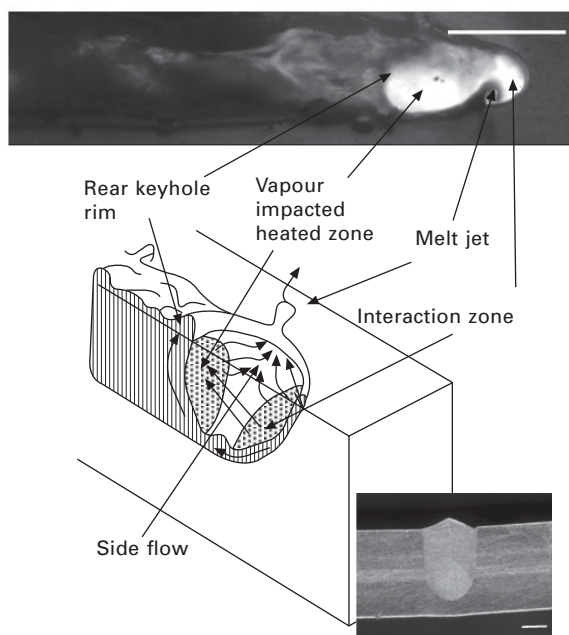 Rear keyhole
rim
Vapour
impacted
heated zone
Melt jet
Interaction zone
Side flow